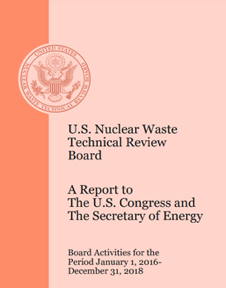 U.S. Nuclear Waste
Technical Review
Board
A Report to
The U.S. Congress and
The Secretary of Energy
Board Activities for the
Period January 1, 2016-
December 31, 2018